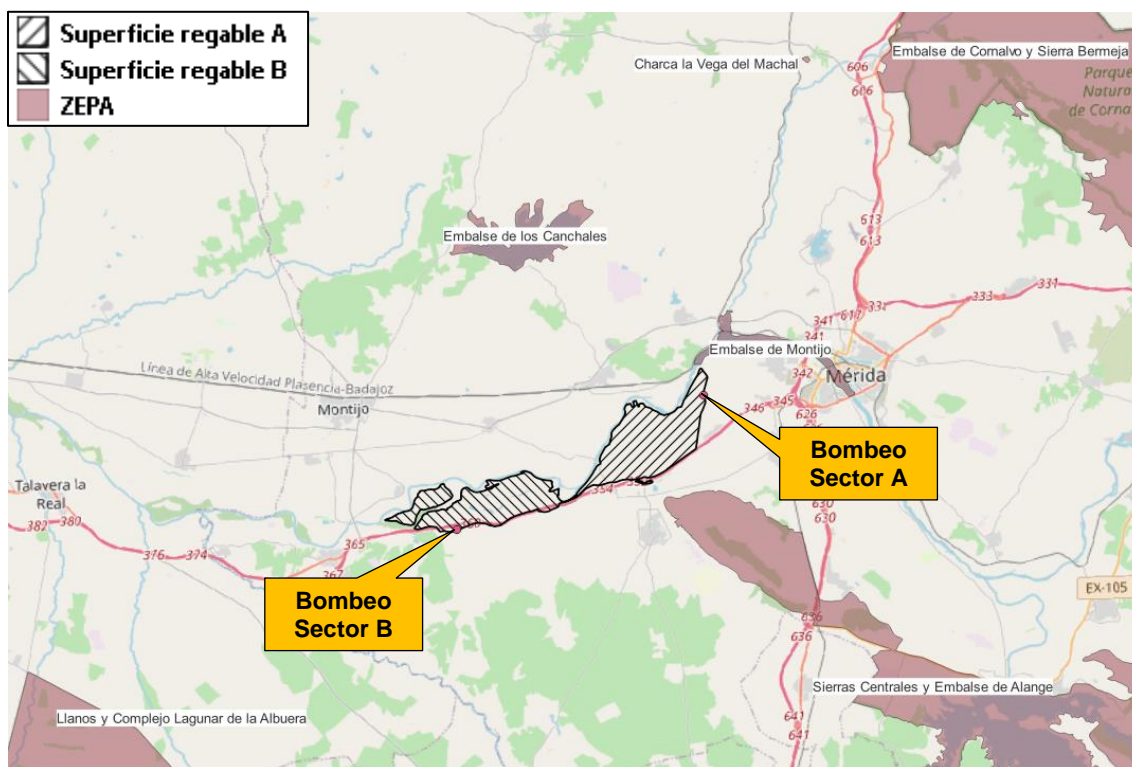 Superficie regable A
Superficie regable B
ZEPA
Charca la Vega del Machal
Embalse de Cornalvo y Sierra Bermeja
606
606
Parque
Natura
de Corna
Embalse de los Canchales
613
613
331
333
331
617
341
341
Embalse de Montijo
342
Mérida
Línea de Alta Velocidad Plasencia-Badajoz
Montijo
346
345
626
Bombeo
Sector A
354
Talavera la
Real
382
380
376
374
365
367
630
630
Bombeo
Sector B
EX-105
636
636
Sierras Centrales y Embalse de Alange
Llanos y Complejo Lagunar de la Albuera
641
641